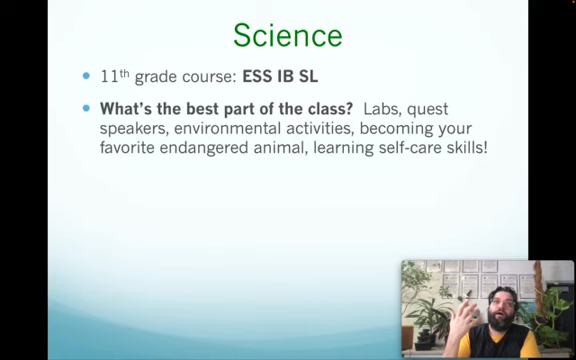 Science
11th grade course: ESS IB SL
What's the best part of the class? Labs, quest
speakers, environmental activities, becoming your
favorite endangered animal, learning self-care skills!